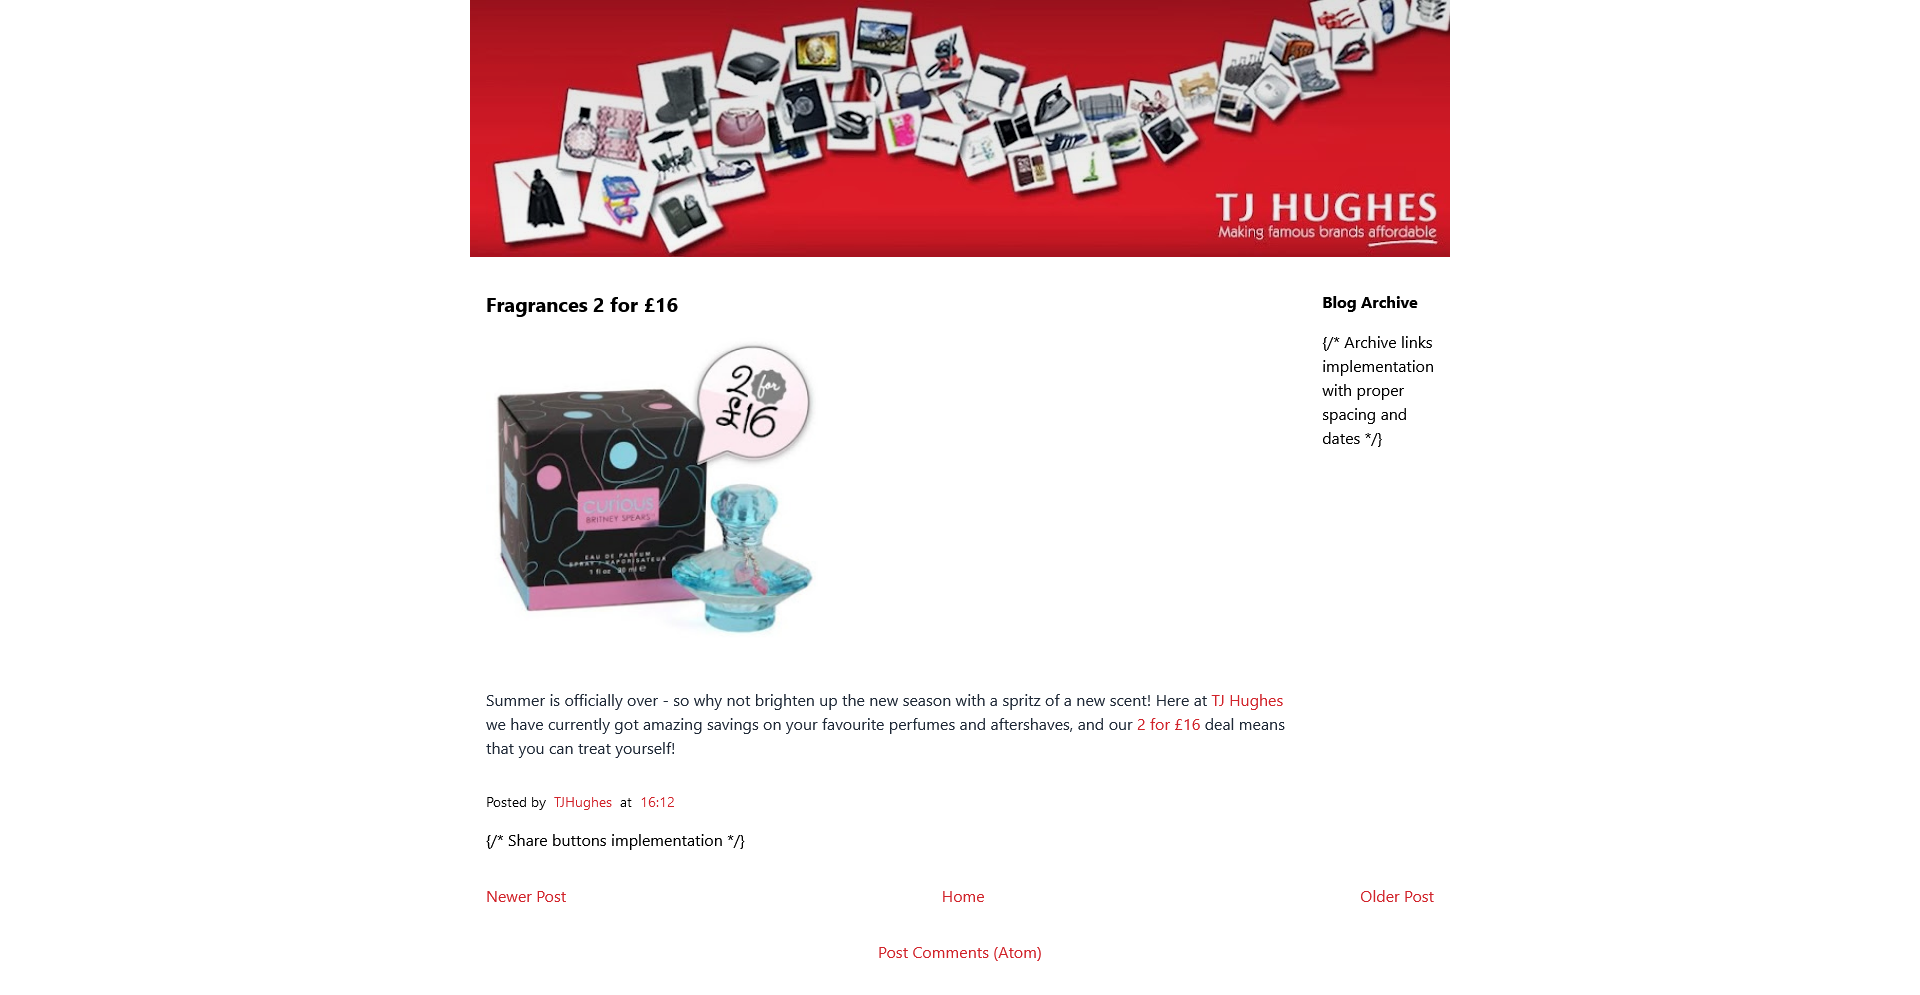 TJ HUGHES
Making famous brands affordable
Fragrances 2 for £16
Blog Archive
{/* Archive links
implementation
with proper
spacing and
dates */}
2 for
£16
curious
BRITNEY SPEARS
EAU DE PARFUM
SPRAY / VAPORISATEUR
1 fl oz 30 ml e
Summer is officially over - so why not brighten up the new season with a spritz of a new scent! Here at TJ Hughes
we have currently got amazing savings on your favourite perfumes and aftershaves, and our 2 for £16 deal means
that you can treat yourself!
Posted by TJHughes at 16:12
{/* Share buttons implementation */}
Newer Post
Home
Older Post
Post Comments (Atom)